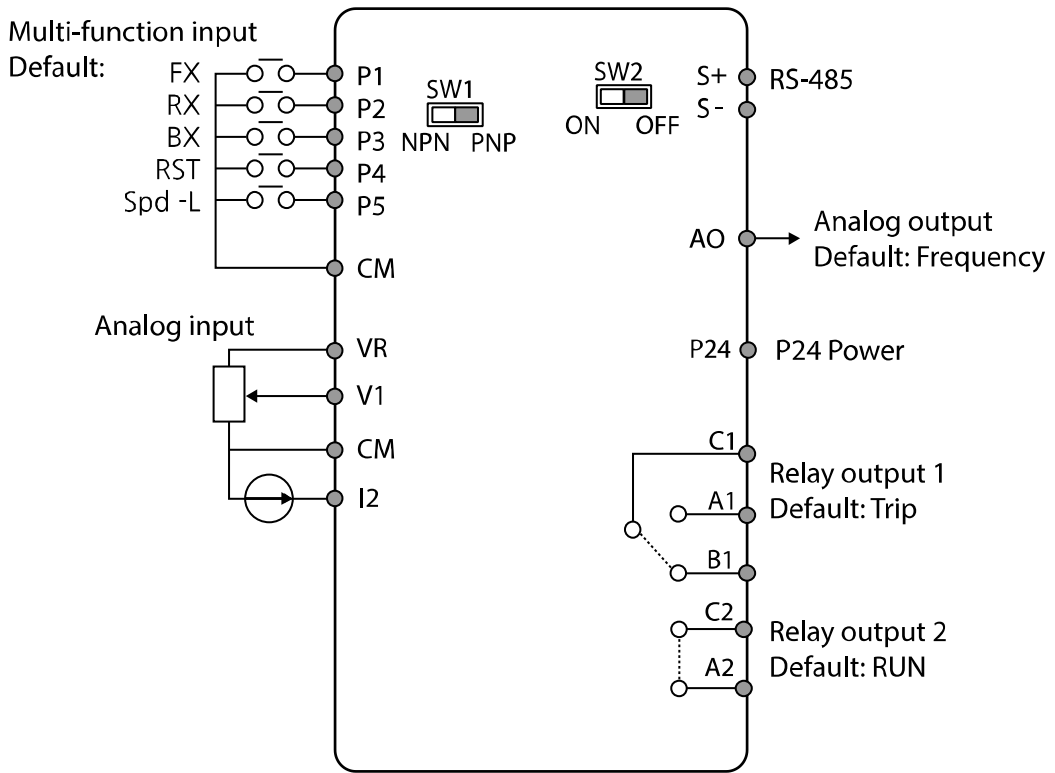 Multi-function input
Default:
FX
P1
RX
P2
BX
P3
RST
P4
Spd -L
P5
CM
SW1
NPN PNP
SW2
ON OFF
S+
RS-485
S-
AO
Analog output
Default: Frequency
Analog input
VR
V1
CM
I2
P24
P24 Power
C1
Relay output 1
A1
Default: Trip
B1
C2
Relay output 2
A2
Default: RUN